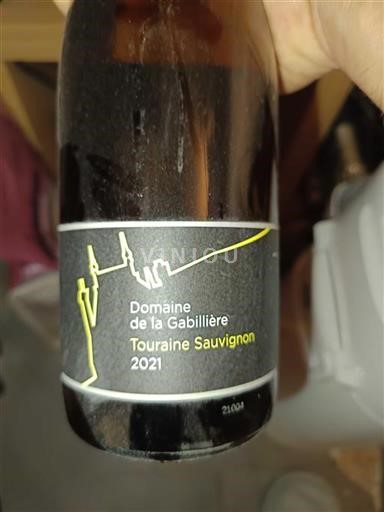 VINIOU
Domaine
de la Gabillière
Touraine Sauvignon
2021
21004